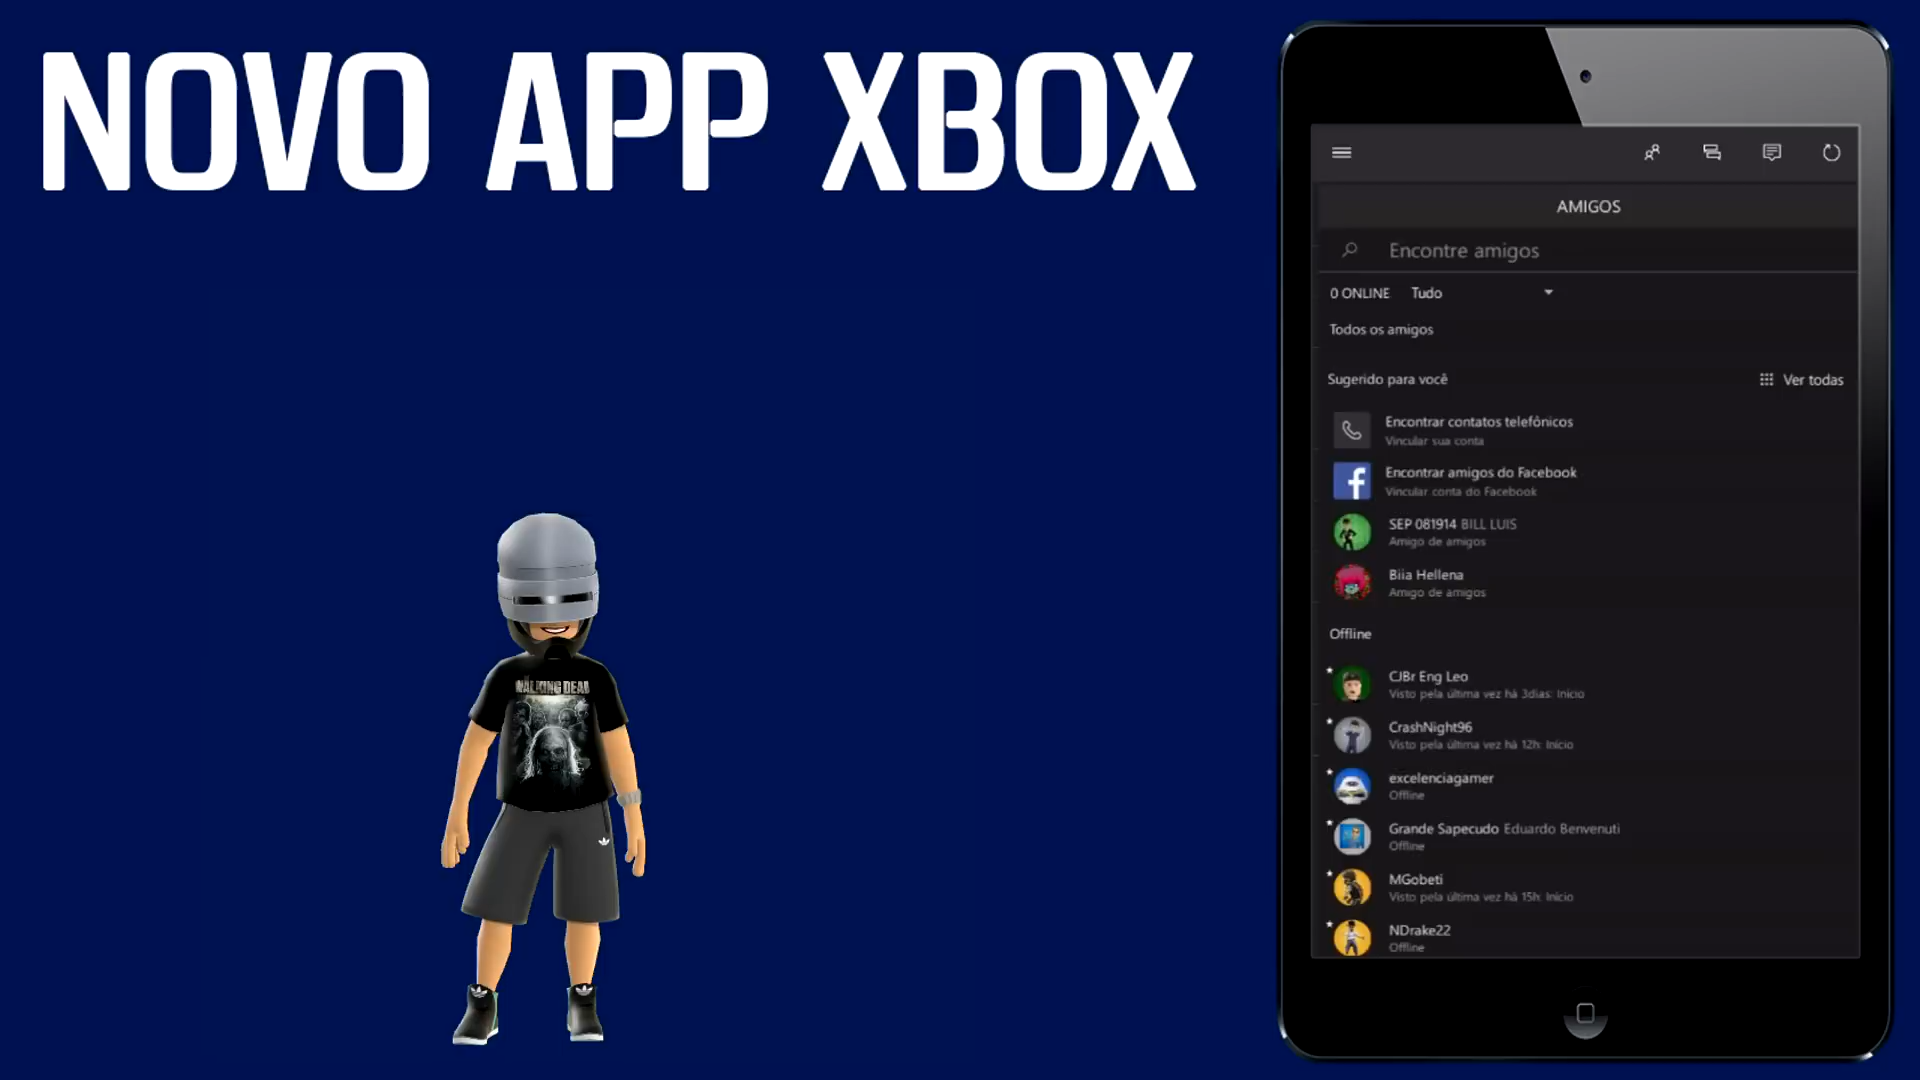 NOVO APP XBOX
AMIGOS
Encontre amigos
0 ONLINE Tudo
Todos os amigos
Sugerido para você
Ver todas
Encontrar contatos telefônicos
Vincular sua conta
Encontrar amigos do Facebook
Vincular conta do Facebook
SEP 081914 BILL LUIS
Amigo de amigos
Biia Hellena
Amigo de amigos
Offline
CJBr Eng Leo
Visto pela última vez há 3dias: Início
CrashNight96
Visto pela última vez há 12h: Início
excelenciagamer
Offline
Grande Sapecudo Eduardo Benvenuti
Offline
MGobeti
Visto pela última vez há 15h: Início
NDrake22
Offline
WALKING DEAD